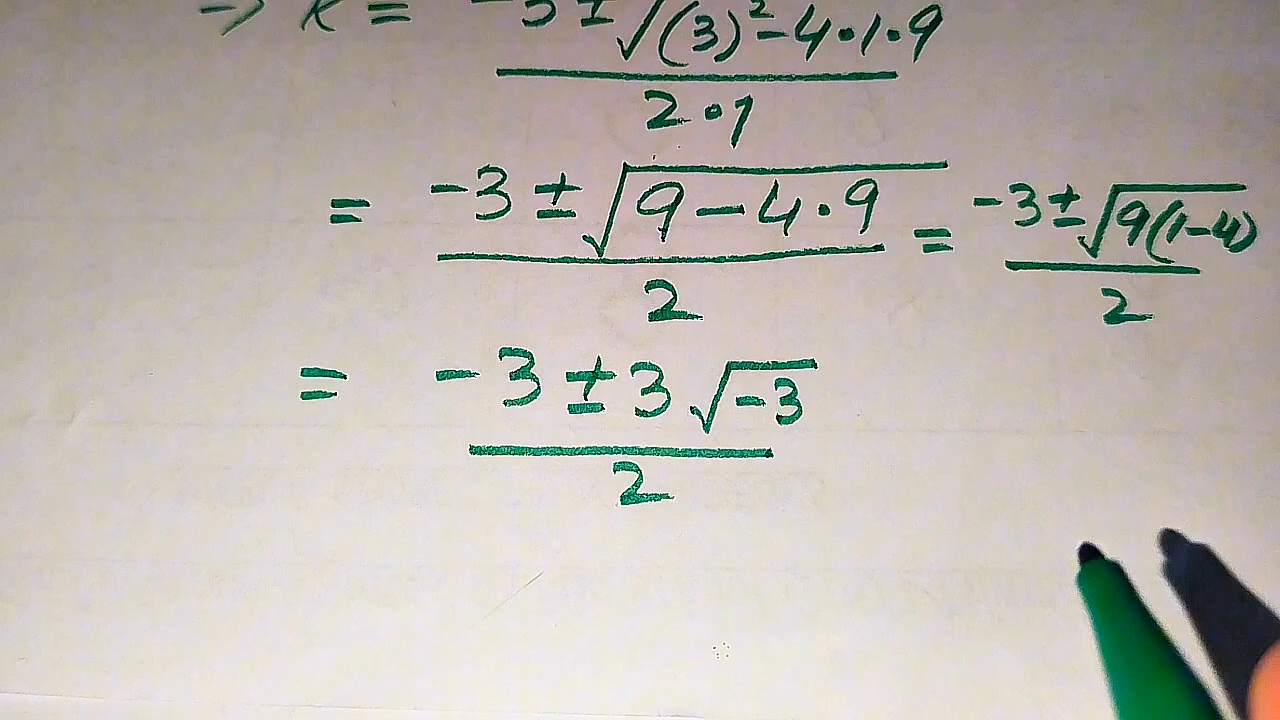 → K = -3 ± √(3)² - 4·1·9
2·1
= -3 ± √9 - 4·9 / 2 = -3 ± √9(1-4) / 2
= -3 ± 3√-3
2